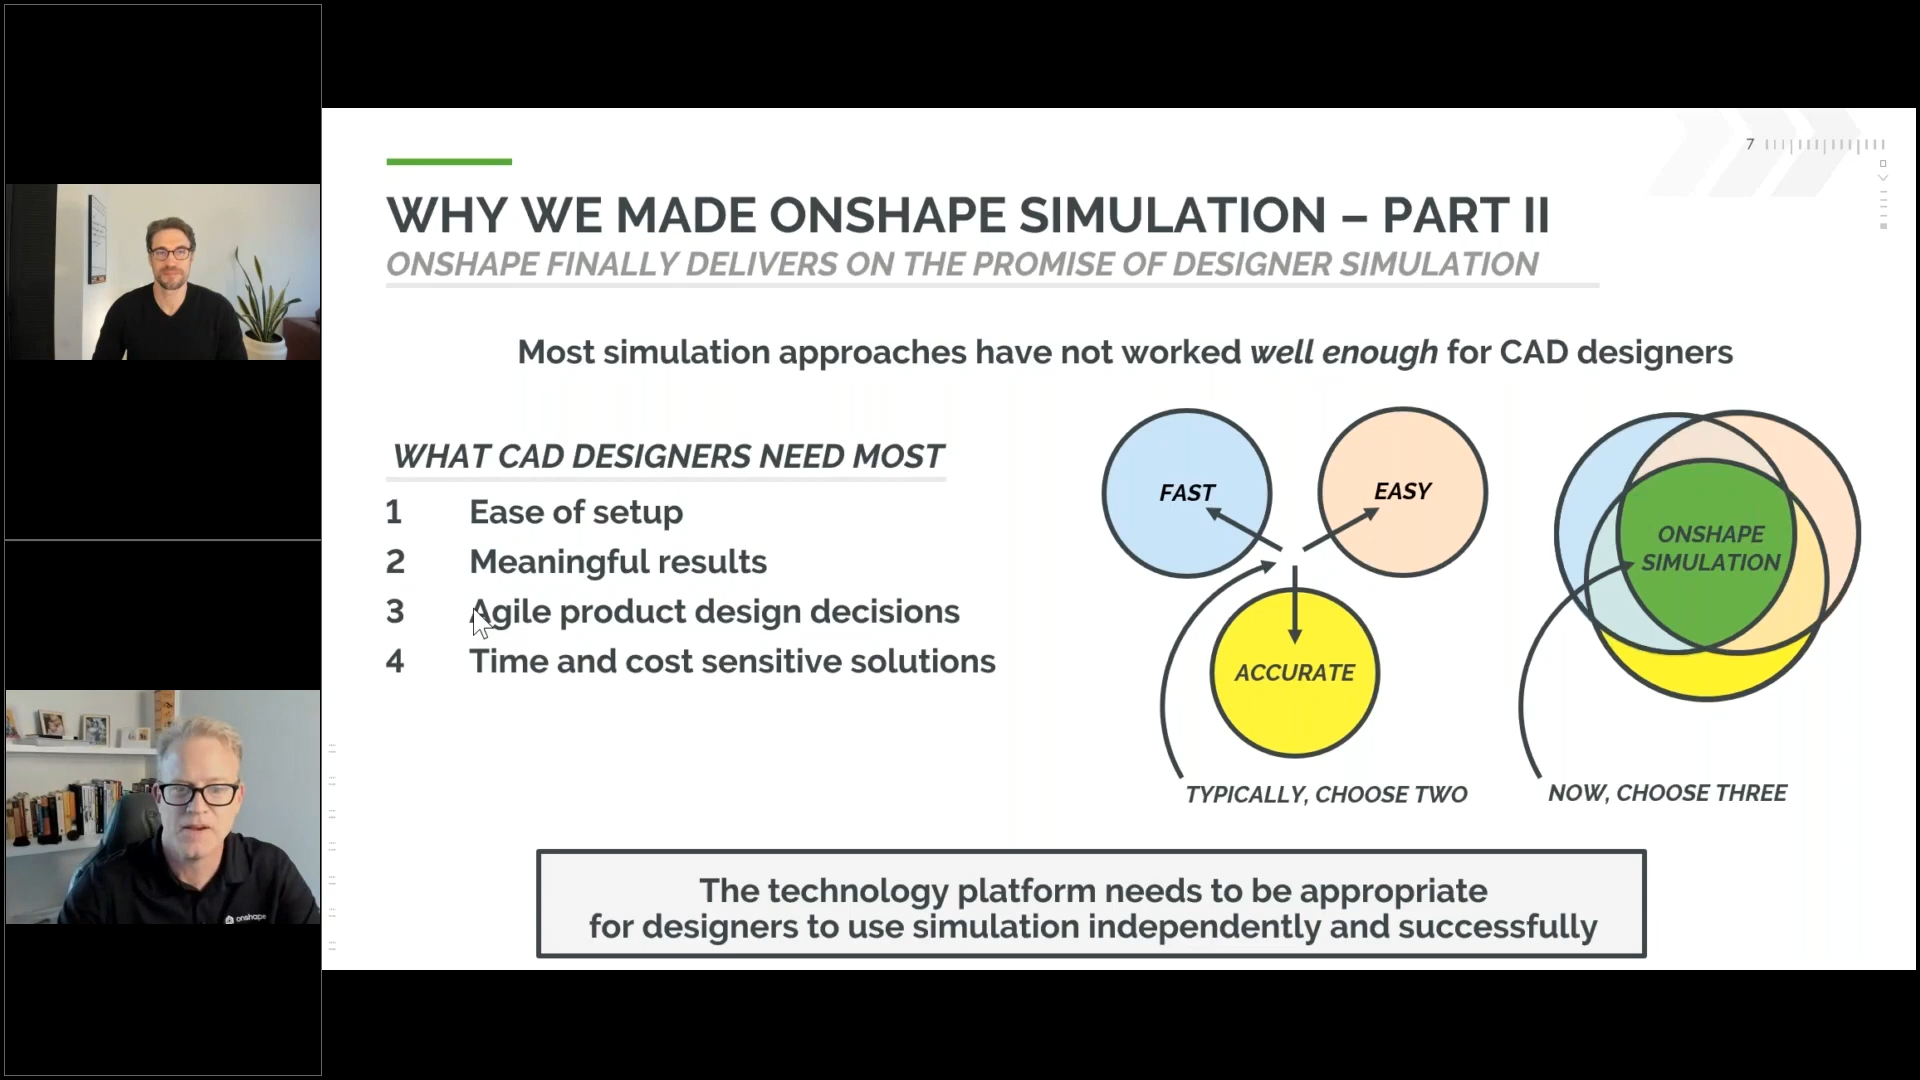 7
WHY WE MADE ONSHAPE SIMULATION – PART II
ONSHAPE FINALLY DELIVERS ON THE PROMISE OF DESIGNER SIMULATION
Most simulation approaches have not worked well enough for CAD designers
WHAT CAD DESIGNERS NEED MOST
1 Ease of setup
2 Meaningful results
3 Agile product design decisions
4 Time and cost sensitive solutions
FAST
EASY
ACCURATE
TYPICALLY, CHOOSE TWO
ONSHAPE
SIMULATION
NOW, CHOOSE THREE
The technology platform needs to be appropriate
for designers to use simulation independently and successfully
onshape